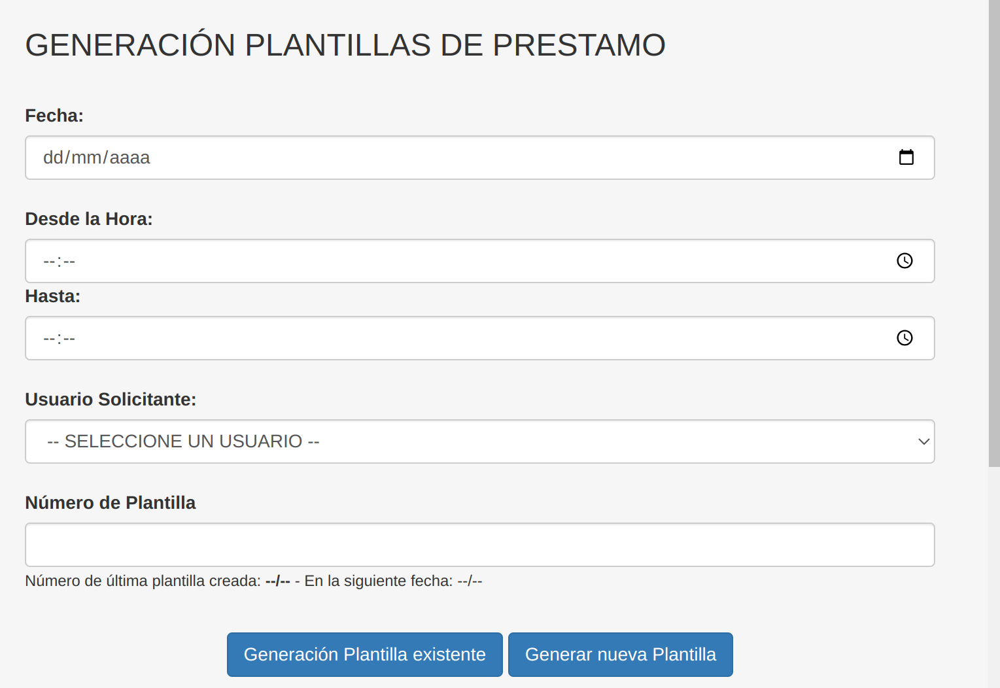 GENERACIÓN PLANTILLAS DE PRESTAMO
Fecha:
dd/mm/aaaa
Desde la Hora:
--:--
Hasta:
--:--
Usuario Solicitante:
-- SELECCIONE UN USUARIO --
Número de Plantilla
Número de última plantilla creada: --/-- - En la siguiente fecha: --/--
Generación Plantilla existente Generar nueva Plantilla